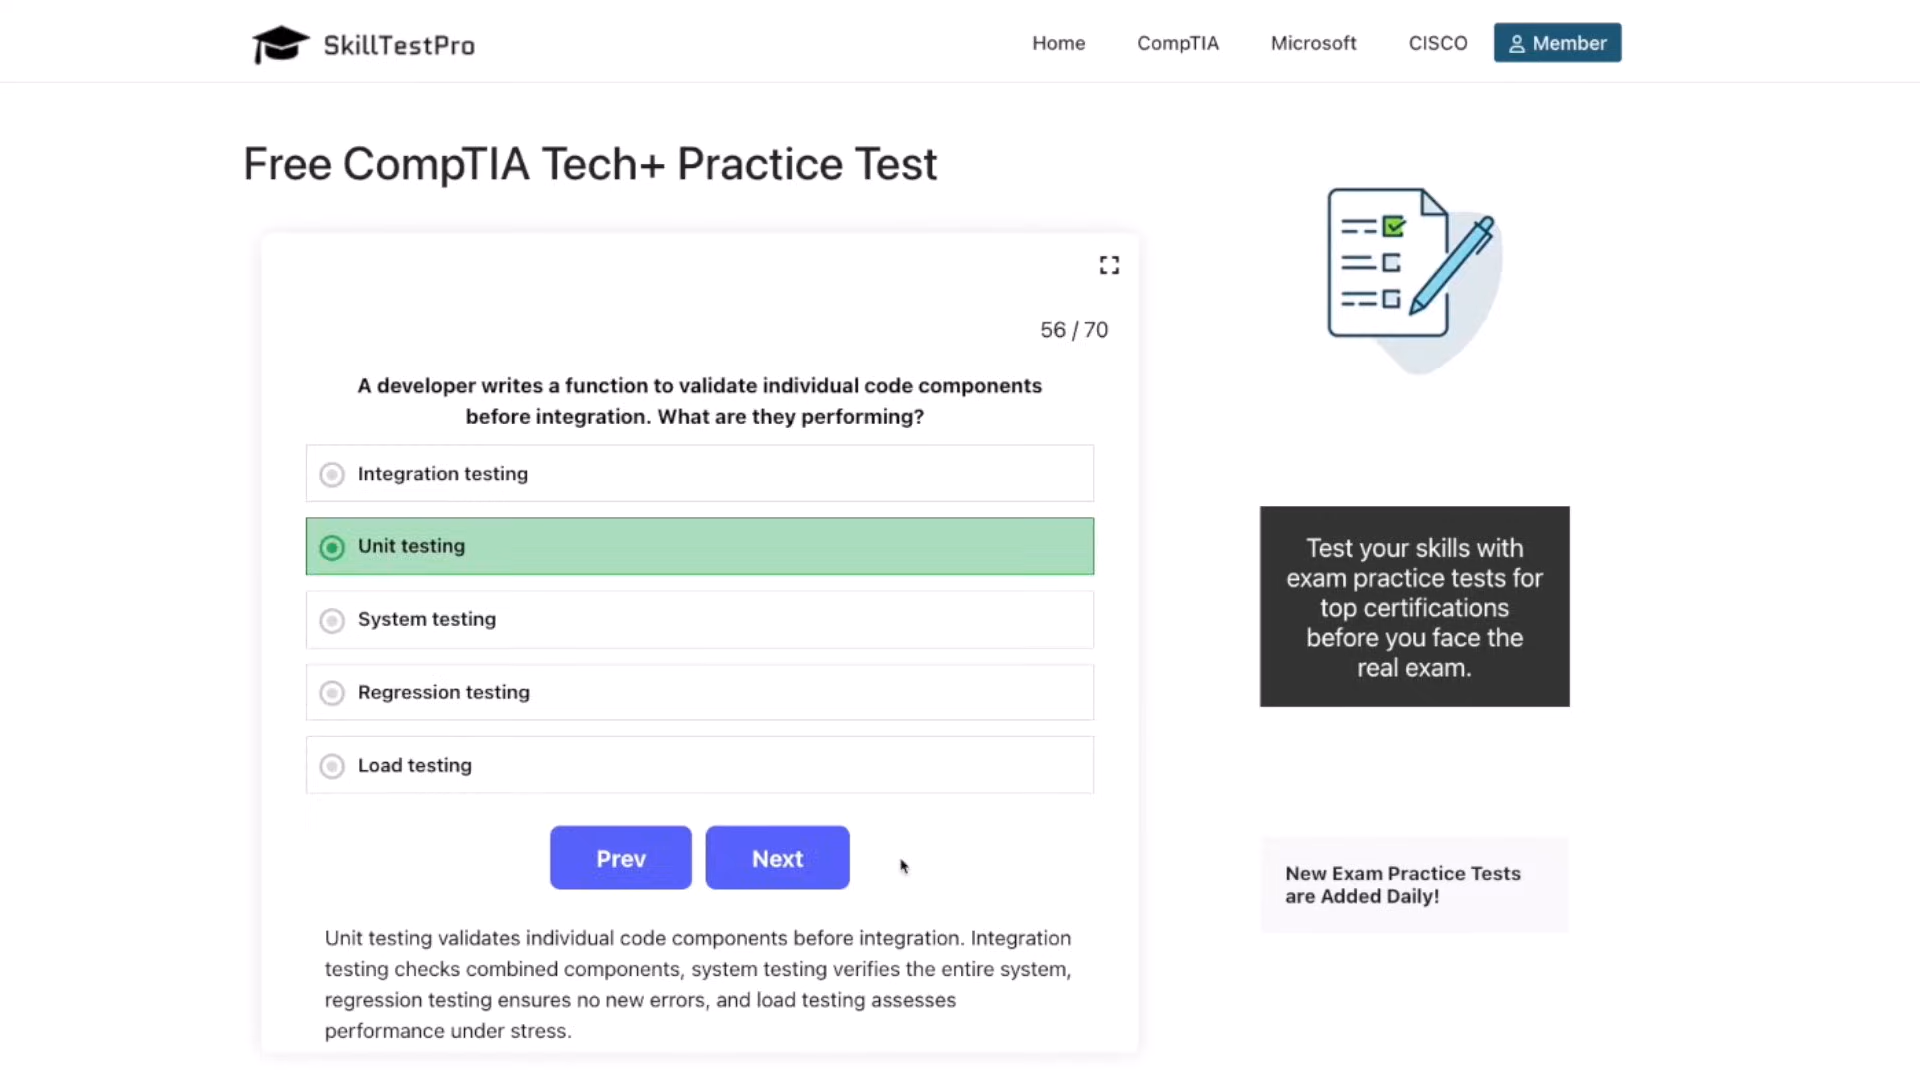 SkillTestPro
Home
CompTIA
Microsoft
CISCO
Member
Free CompTIA Tech+ Practice Test
56 / 70
A developer writes a function to validate individual code components
before integration. What are they performing?
Integration testing
Unit testing
System testing
Regression testing
Load testing
Prev
Next
Unit testing validates individual code components before integration. Integration
testing checks combined components, system testing verifies the entire system,
regression testing ensures no new errors, and load testing assesses
performance under stress.
Test your skills with
exam practice tests for
top certifications
before you face the
real exam.
New Exam Practice Tests
are Added Daily!